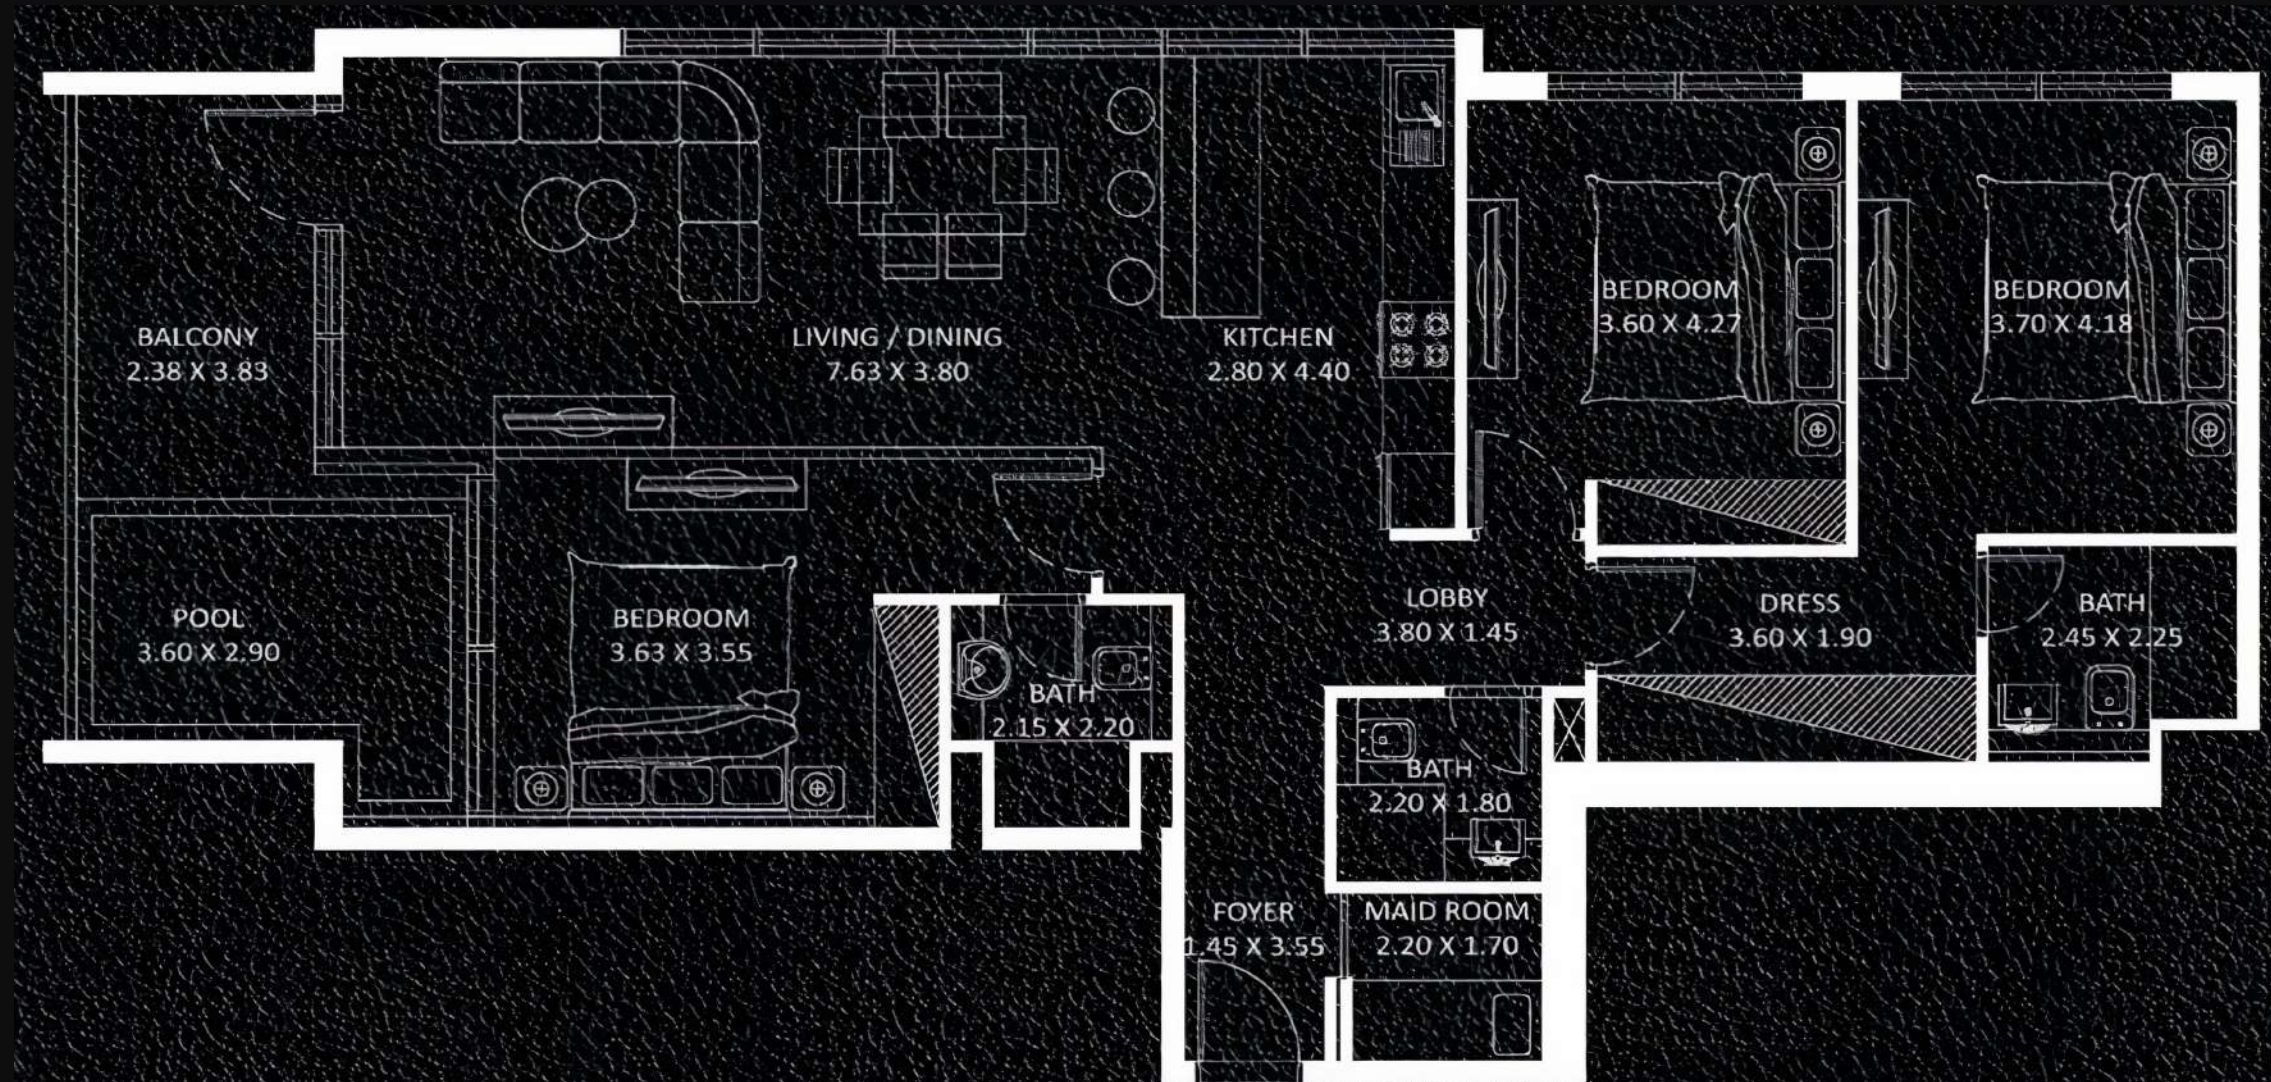 BALCONY
2.38 X 3.83
LIVING / DINING
7.63 X 3.80
KITCHEN
2.80 X 4.40
BEDROOM
3.60 X 4.27
BEDROOM
3.70 X 4.18
POOL
3.60 X 2.90
BEDROOM
3.63 X 3.55
BATH
2.15 X 2.20
LOBBY
3.80 X 1.45
DRESS
3.60 X 1.90
BATH
2.45 X 2.25
BATH
2.20 X 1.80
FOYER
1.45 X 3.55
MAID ROOM
2.20 X 1.70